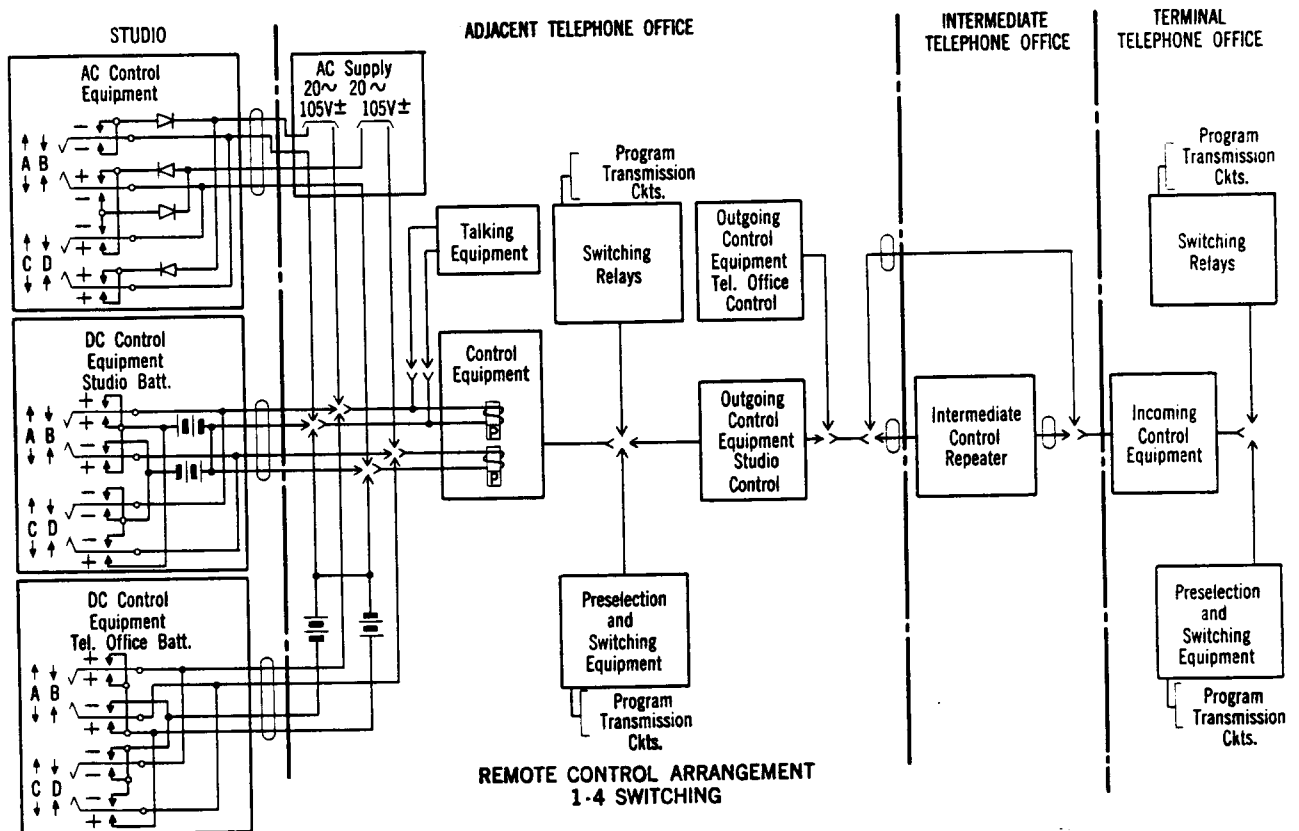 STUDIO
ADJACENT TELEPHONE OFFICE
INTERMEDIATE
TELEPHONE OFFICE
TERMINAL
TELEPHONE OFFICE
AC Control
Equipment
−
−
A B
+
−
−
+
C D
+
+
AC Supply
20~ 20~
105V± 105V±
DC Control
Equipment
Studio Batt.
+
+
A B
−
+
−
−
C D
−
+
DC Control
Equipment
Tel. Office Batt.
+
+
A B
−
+
−
−
C D
−
+
Talking
Equipment
Control
Equipment
P
P
Program
Transmission
Ckts.
Switching
Relays
Outgoing
Control
Equipment
Tel. Office
Control
Outgoing
Control
Equipment
Studio
Control
Preselection
and
Switching
Equipment
Program
Transmission
Ckts.
Intermediate
Control
Repeater
Program
Transmission
Ckts.
Switching
Relays
Incoming
Control
Equipment
Preselection
and
Switching
Equipment
Program
Transmission
Ckts.
REMOTE CONTROL ARRANGEMENT
1-4 SWITCHING